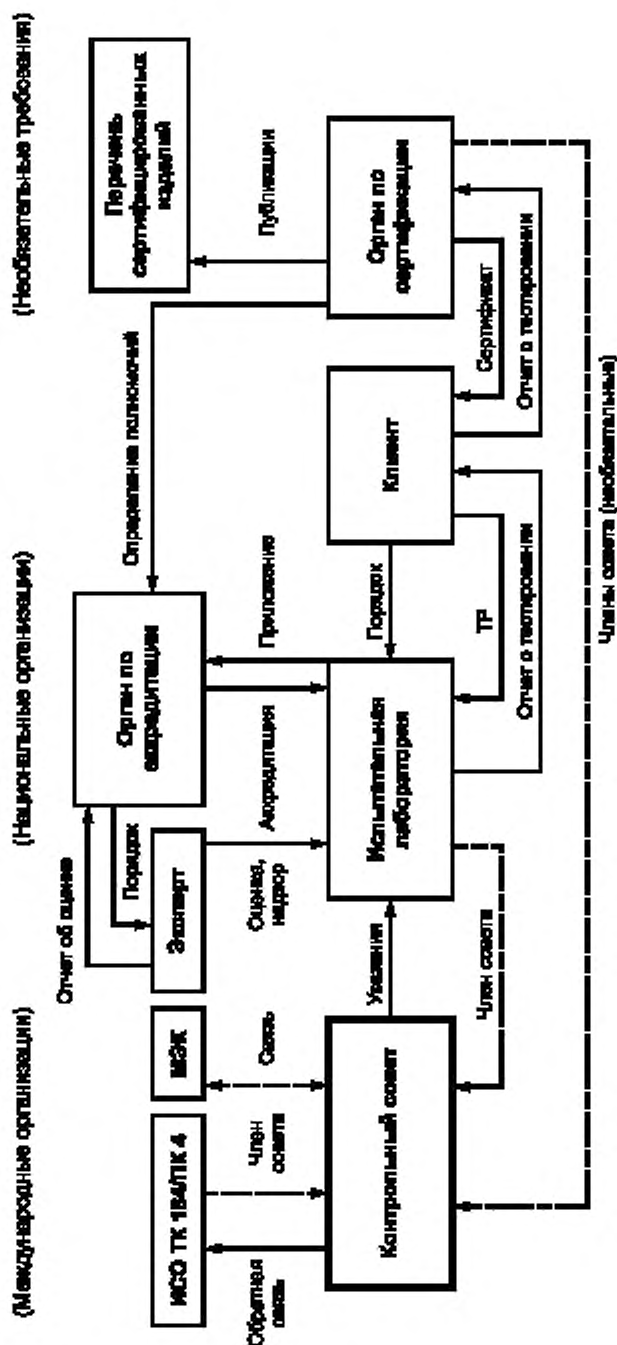 (Международные организации)
(Национальные организации)
(Необязательные требования)
Отчет об оценке
Порядок
ИСО ТК 184/ПК 4
МЭК
Эксперт
Орган по
аккредитации
Определение полномочий
Перечень
сертифицированных
изделий
Обратная
связь
Член
совета
Связь
Оценка,
надзор
Аккредитация
Приложение
Публикации
Контрольный совет
Указания
Испытательная
лаборатория
Порядок
Клиент
Орган по
сертификации
Член совета
ТР
Сертификат
Отчет о тестировании
Отчет о тестировании
Члены совета (необязательные)